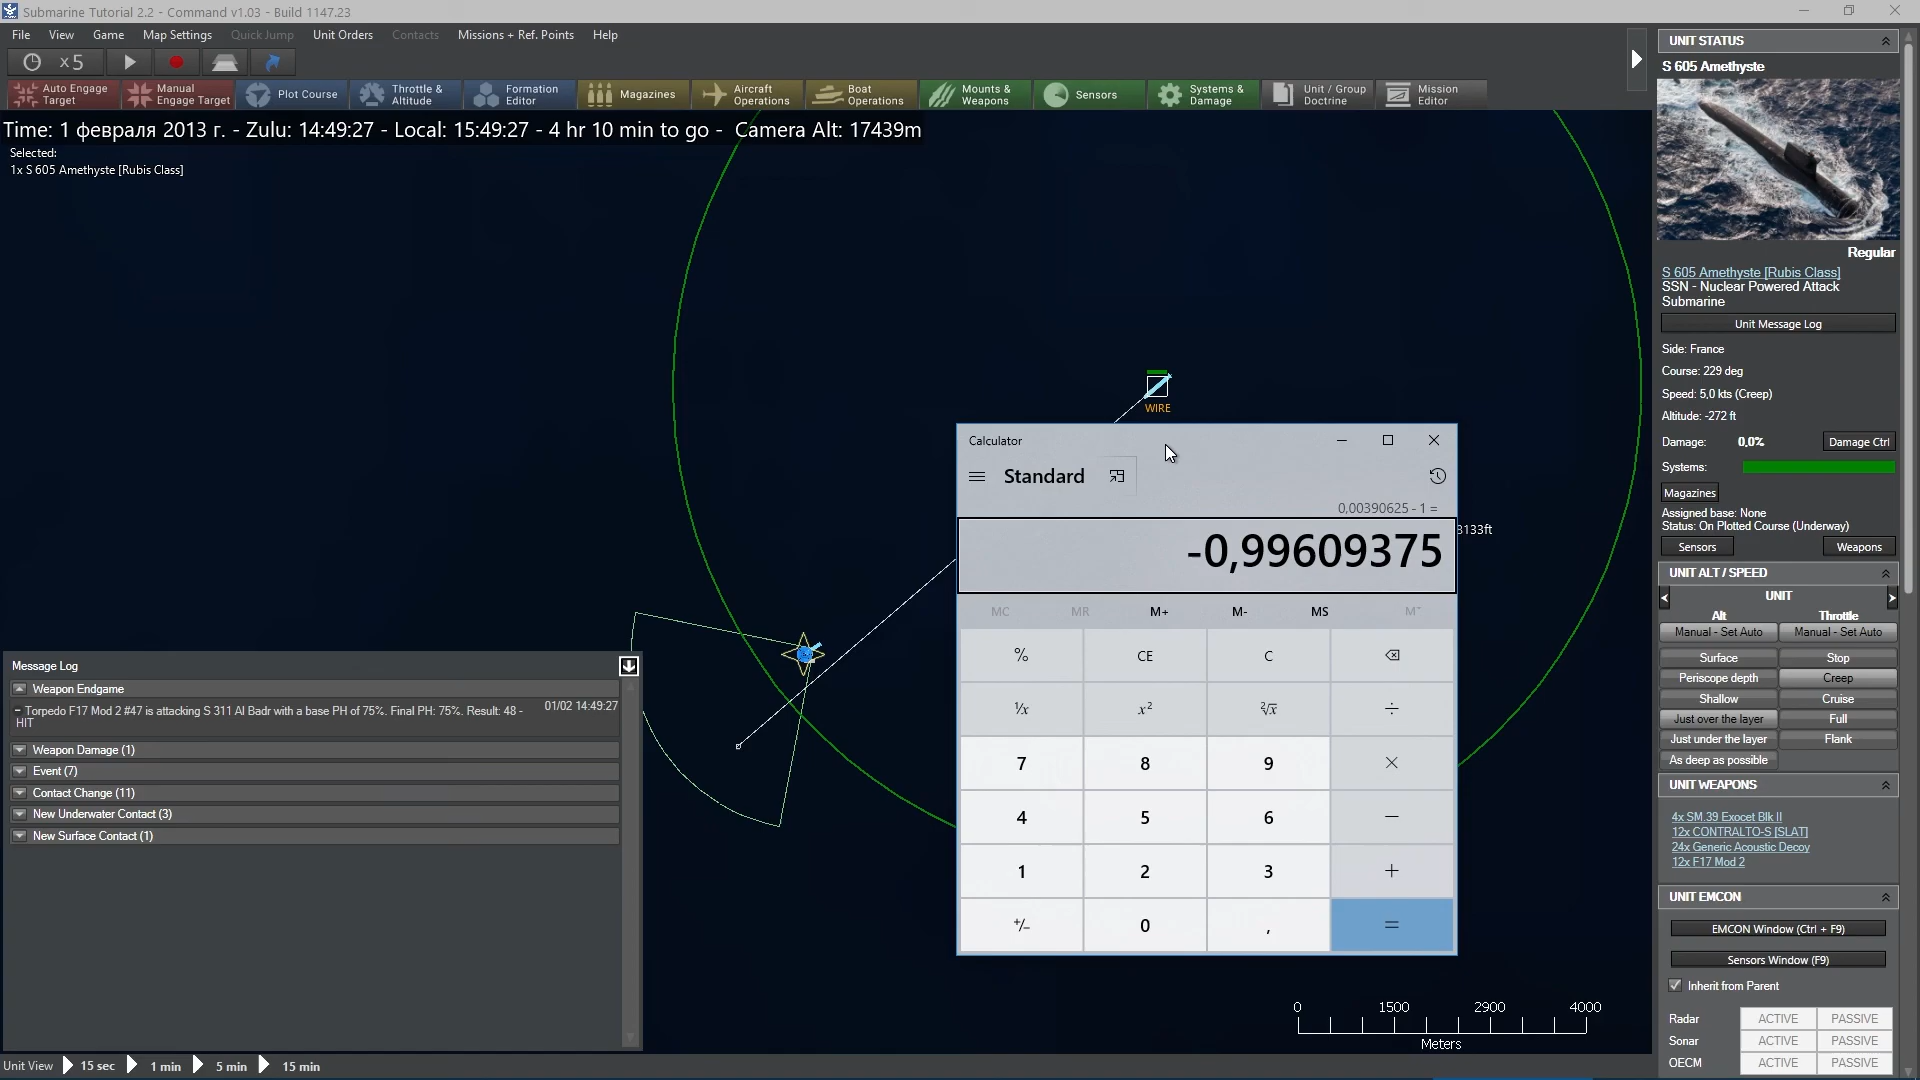 Submarine Tutorial 2.2 - Command v1.03 - Build 1147.23
File View Game Map Settings Quick Jump Unit Orders Contacts Missions + Ref. Points Help
x 5
Auto Engage Target
Manual Engage Target
Plot Course
Throttle & Altitude
Formation Editor
Magazines
Aircraft Operations
Boat Operations
Mounts & Weapons
Sensors
Systems & Damage
Unit / Group Doctrine
Mission Editor
Time: 1 февраля 2013 г. - Zulu: 14:49:27 - Local: 15:49:27 - 4 hr 10 min to go - Camera Alt: 17439m
Selected:
1x S 605 Amethyste [Rubis Class]
WIRE
3133ft
Calculator
Standard
0,00390625 - 1 =
-0,99609375
MC MR M+ M- MS M˅
% CE C
¹/x x² ²√x ÷
7 8 9 ×
4 5 6 −
1 2 3 +
+/− 0 , =
Message Log
Weapon Endgame
Torpedo F17 Mod 2 #47 is attacking S 311 Al Badr with a base PH of 75%. Final PH: 75%. Result: 48 - 01/02 14:49:27
HIT
Weapon Damage (1)
Event (7)
Contact Change (11)
New Underwater Contact (3)
New Surface Contact (1)
0 1500 2900 4000
Meters
Unit View 15 sec 1 min 5 min 15 min
UNIT STATUS
S 605 Amethyste
Regular
S 605 Amethyste [Rubis Class]
SSN - Nuclear Powered Attack
Submarine
Unit Message Log
Side: France
Course: 229 deg
Speed: 5,0 kts (Creep)
Altitude: -272 ft
Damage: 0,0% Damage Ctrl
Systems:
Magazines
Assigned base: None
Status: On Plotted Course (Underway)
Sensors Weapons
UNIT ALT / SPEED
UNIT
Alt Throttle
Manual - Set Auto Manual - Set Auto
Surface Stop
Periscope depth Creep
Shallow Cruise
Just over the layer Full
Just under the layer Flank
As deep as possible
UNIT WEAPONS
4x SM.39 Exocet Blk II
12x CONTRALTO-S [SLAT]
24x Generic Acoustic Decoy
12x F17 Mod 2
UNIT EMCON
EMCON Window (Ctrl + F9)
Sensors Window (F9)
Inherit from Parent
Radar ACTIVE PASSIVE
Sonar ACTIVE PASSIVE
OECM ACTIVE PASSIVE